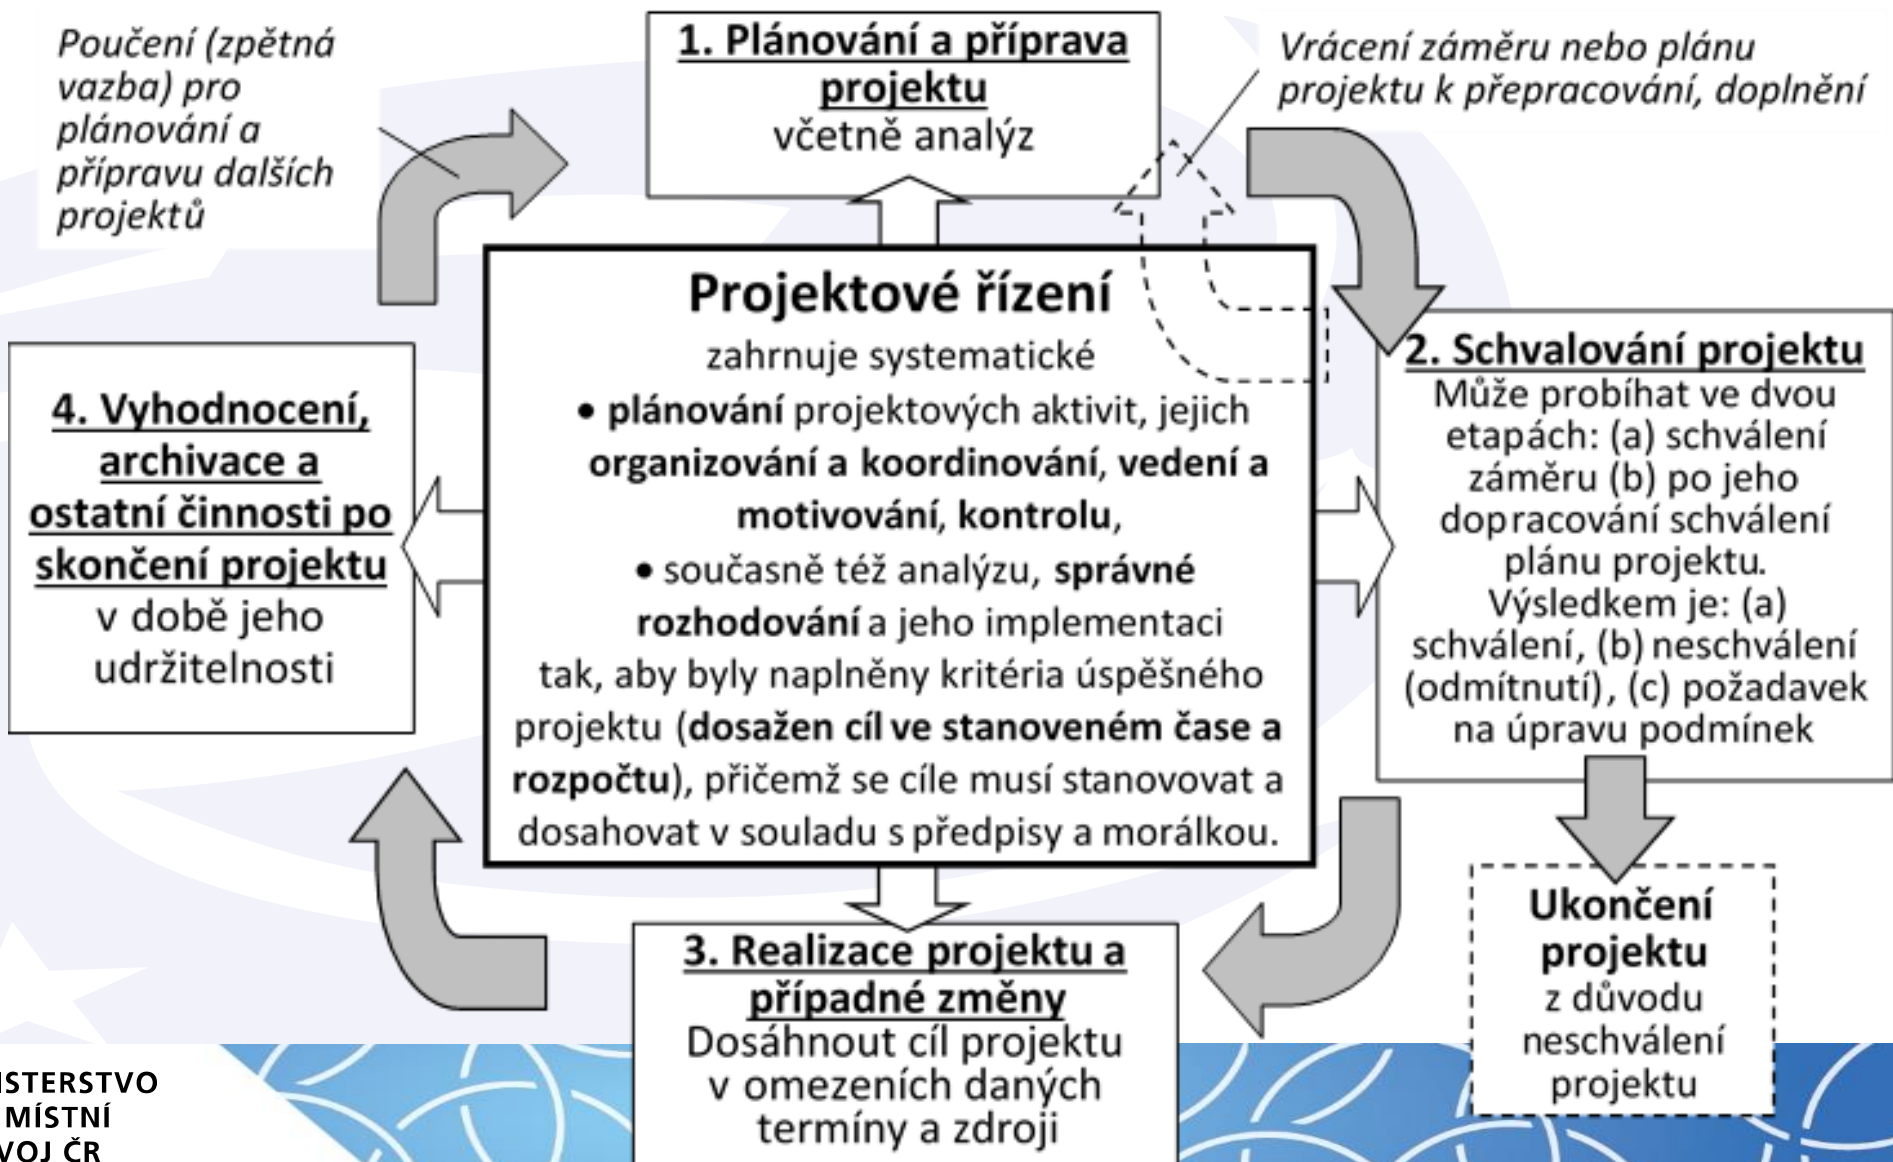 Poučení (zpětná
vazba) pro
plánování a
přípravu dalších
projektů
1. Plánování a příprava
projektu
včetně analýz
Vrácení záměru nebo plánu
projektu k přepracování, doplnění
Projektové řízení
zahrnuje systematické
• plánování projektových aktivit, jejich
organizování a koordinování, vedení a
motivování, kontrolu,
• současně též analýzu, správné
rozhodování a jeho implementaci
tak, aby byly naplněny kritéria úspěšného
projektu (dosažen cíl ve stanoveném čase a
rozpočtu), přičemž se cíle musí stanovovat a
dosahovat v souladu s předpisy a morálkou.
2. Schvalování projektu
Může probíhat ve dvou
etapách: (a) schválení
záměru (b) po jeho
dopracování schválení
plánu projektu.
Výsledkem je: (a)
schválení, (b) neschválení
(odmítnutí), (c) požadavek
na úpravu podmínek
4. Vyhodnocení,
archivace a
ostatní činnosti po
skončení projektu
v době jeho
udržitelnosti
Ukončení
projektu
z důvodu
neschválení
projektu
3. Realizace projektu a
případné změny
Dosáhnout cíl projektu
v omezeních daných
termíny a zdroji
ISTERSTVO
MÍSTNÍ
VOJ ČR